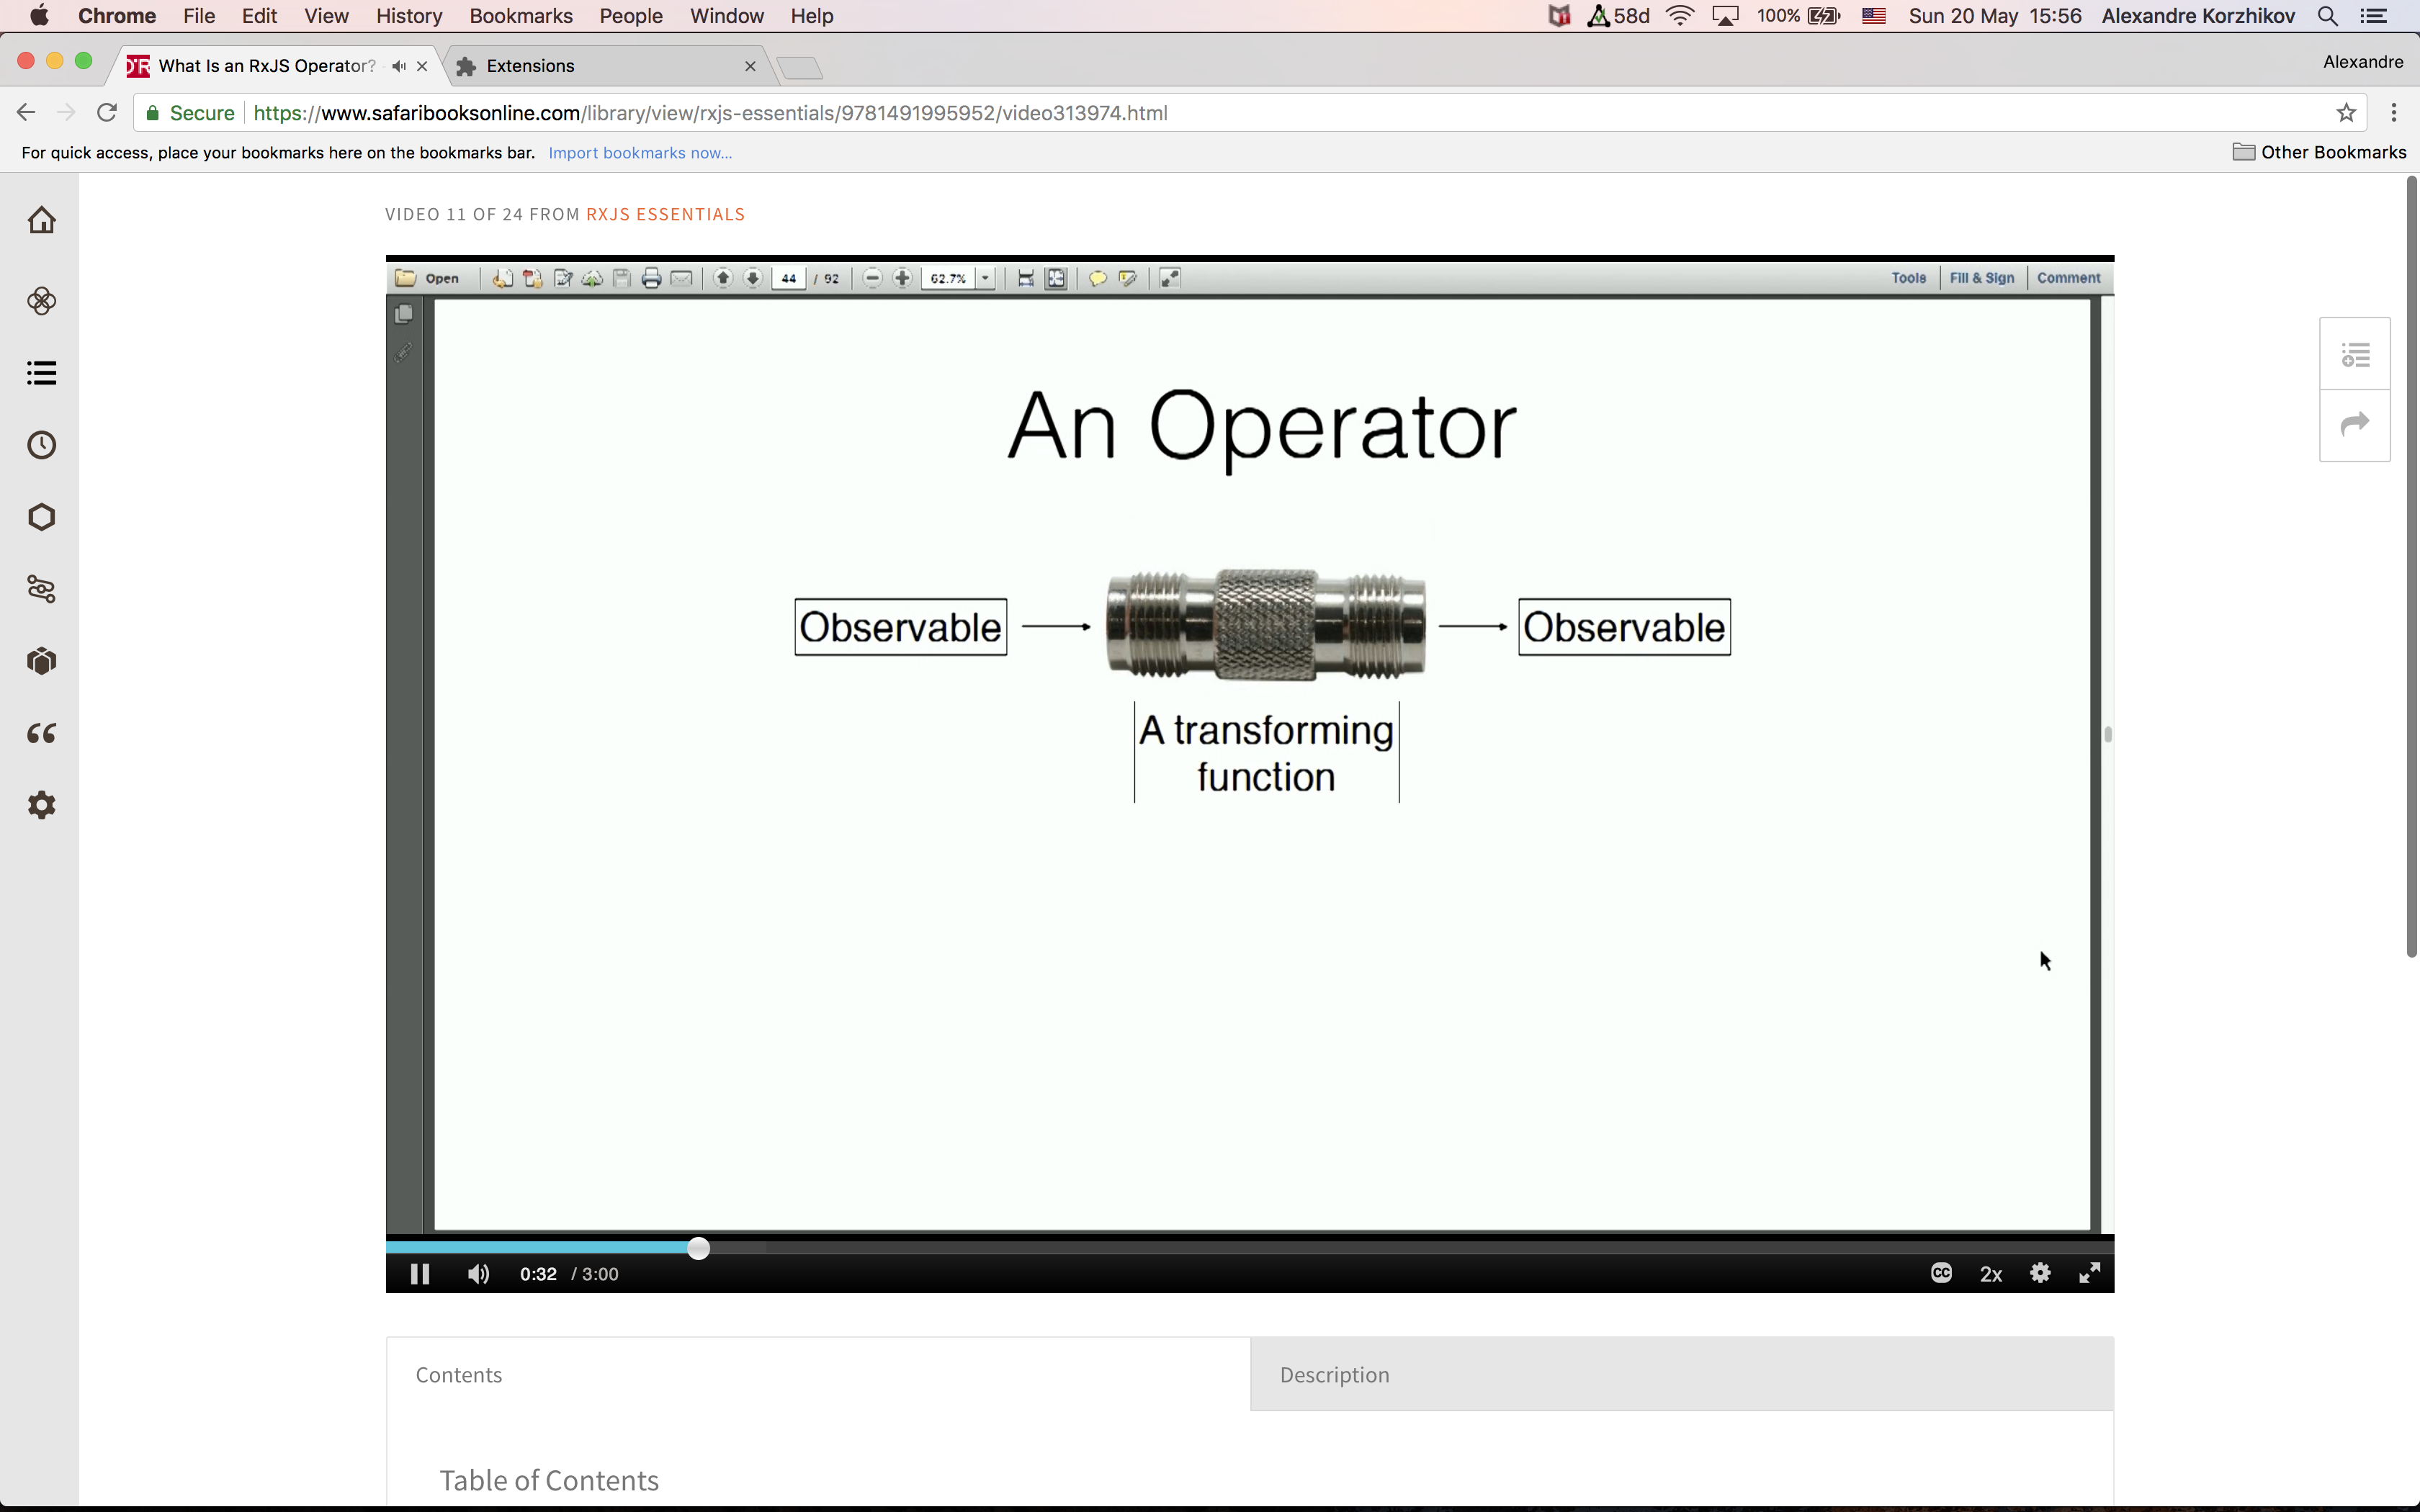 Chrome File Edit View History Bookmarks People Window Help 58d 100% Sun 20 May 15:56 Alexandre Korzhikov
What Is an RxJS Operator? Extensions Alexandre
Secure https://www.safaribooksonline.com/library/view/rxjs-essentials/9781491995952/video313974.html
For quick access, place your bookmarks here on the bookmarks bar. Import bookmarks now... Other Bookmarks
VIDEO 11 OF 24 FROM RXJS ESSENTIALS
Open 44 / 92 62.7% Tools Fill & Sign Comment
An Operator
Observable Observable
A transforming
function
0:32 / 3:00 CC 2x
Contents Description
Table of Contents